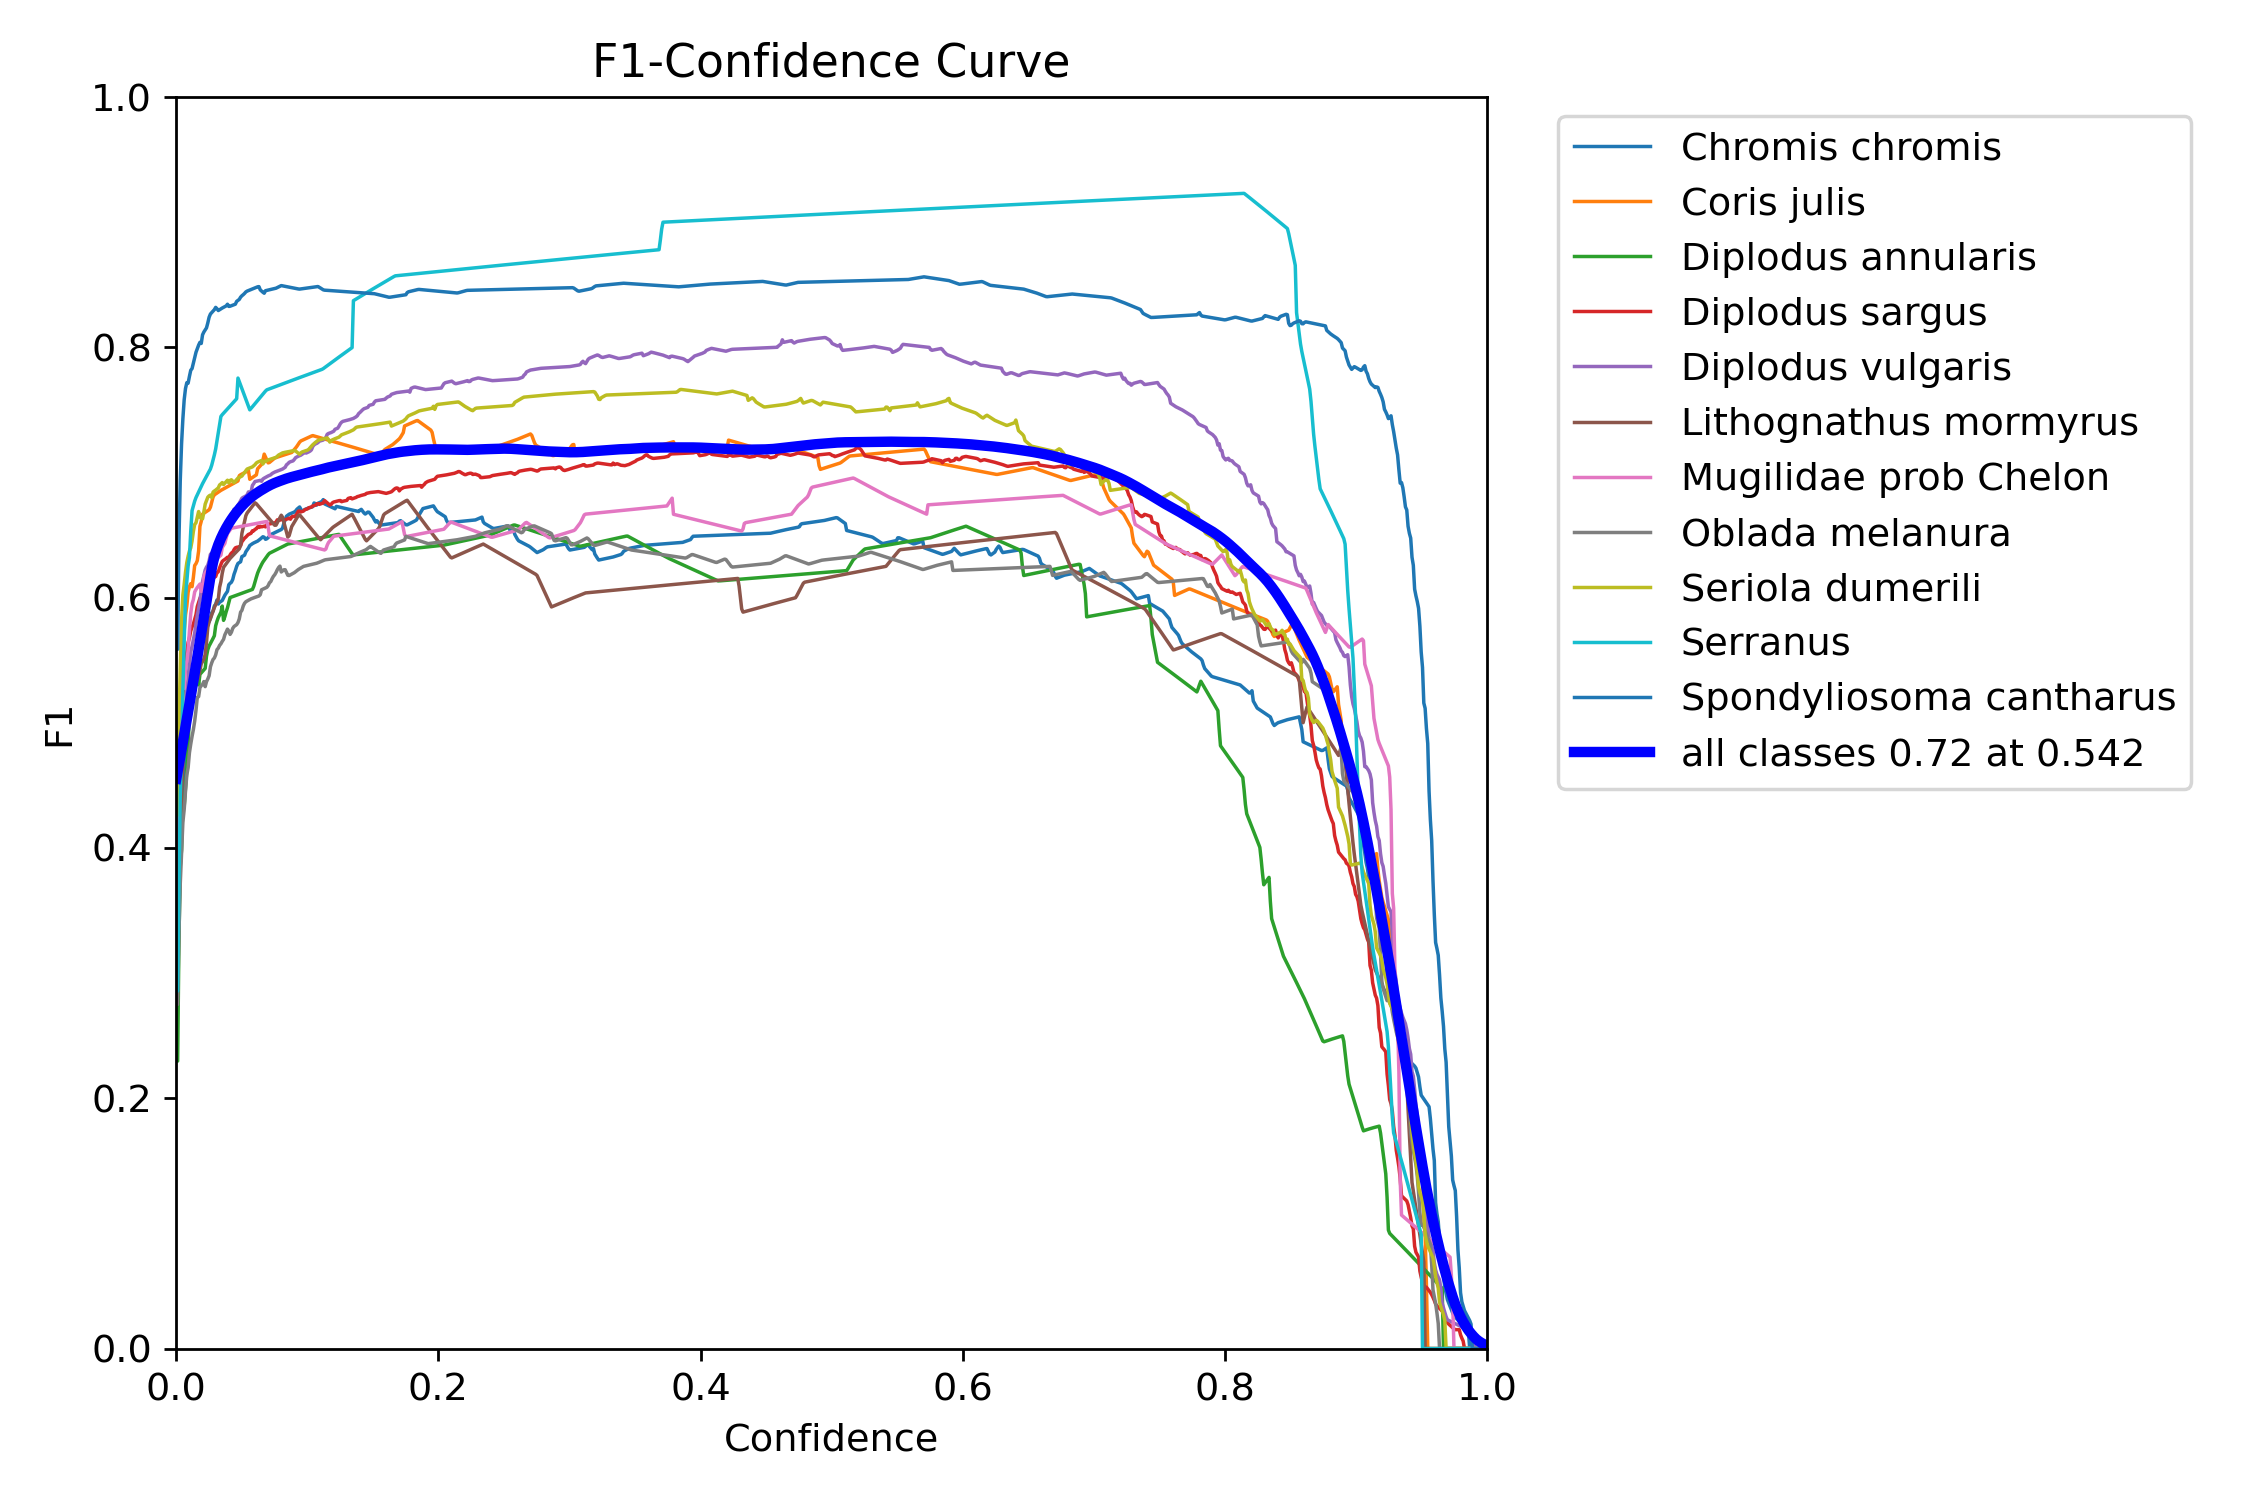 F1-Confidence Curve
1.0
0.8
0.6
0.4
0.2
0.0
F1
0.0 0.2 0.4 0.6 0.8 1.0
Confidence
Chromis chromis
Coris julis
Diplodus annularis
Diplodus sargus
Diplodus vulgaris
Lithognathus mormyrus
Mugilidae prob Chelon
Oblada melanura
Seriola dumerili
Serranus
Spondyliosoma cantharus
all classes 0.72 at 0.542